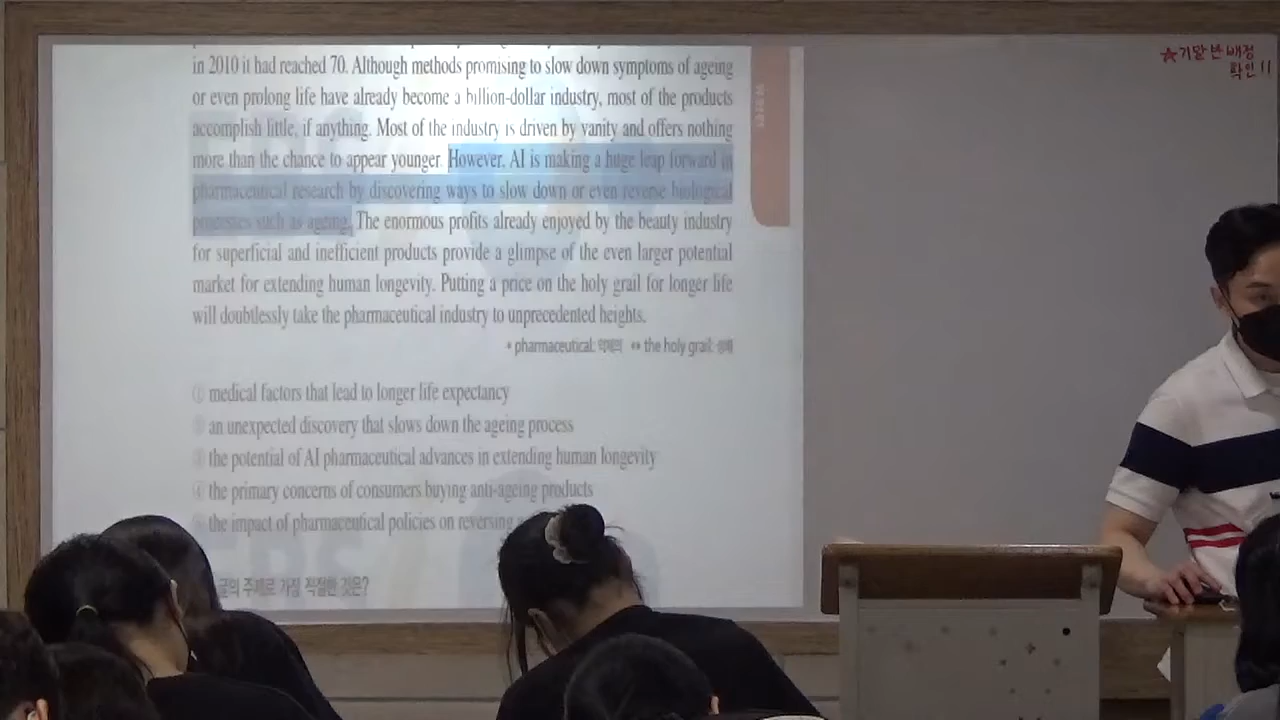 in 2010 it had reached 70. Although methods promising to slow down symptoms of ageing
or even prolong life have already become a billion-dollar industry, most of the products
accomplish little, if anything. Most of the industry is driven by vanity and offers nothing
more than the chance to appear younger. However, AI is making a huge leap forward in
pharmaceutical research by discovering ways to slow down or even reverse biological
processes such as ageing. The enormous profits already enjoyed by the beauty industry
for superficial and inefficient products provide a glimpse of the even larger potential
market for extending human longevity. Putting a price on the holy grail for longer life
will doubtlessly take the pharmaceutical industry to unprecedented heights.
* pharmaceutical: 약제의 ** the holy grail: 성배
① medical factors that lead to longer life expectancy
② an unexpected discovery that slows down the ageing process
③ the potential of AI pharmaceutical advances in extending human longevity
④ the primary concerns of consumers buying anti-ageing products
⑤ the impact of pharmaceutical policies on reversing
글의 주제로 가장 적절한 것은?
☆기말 반 배정
확인!!